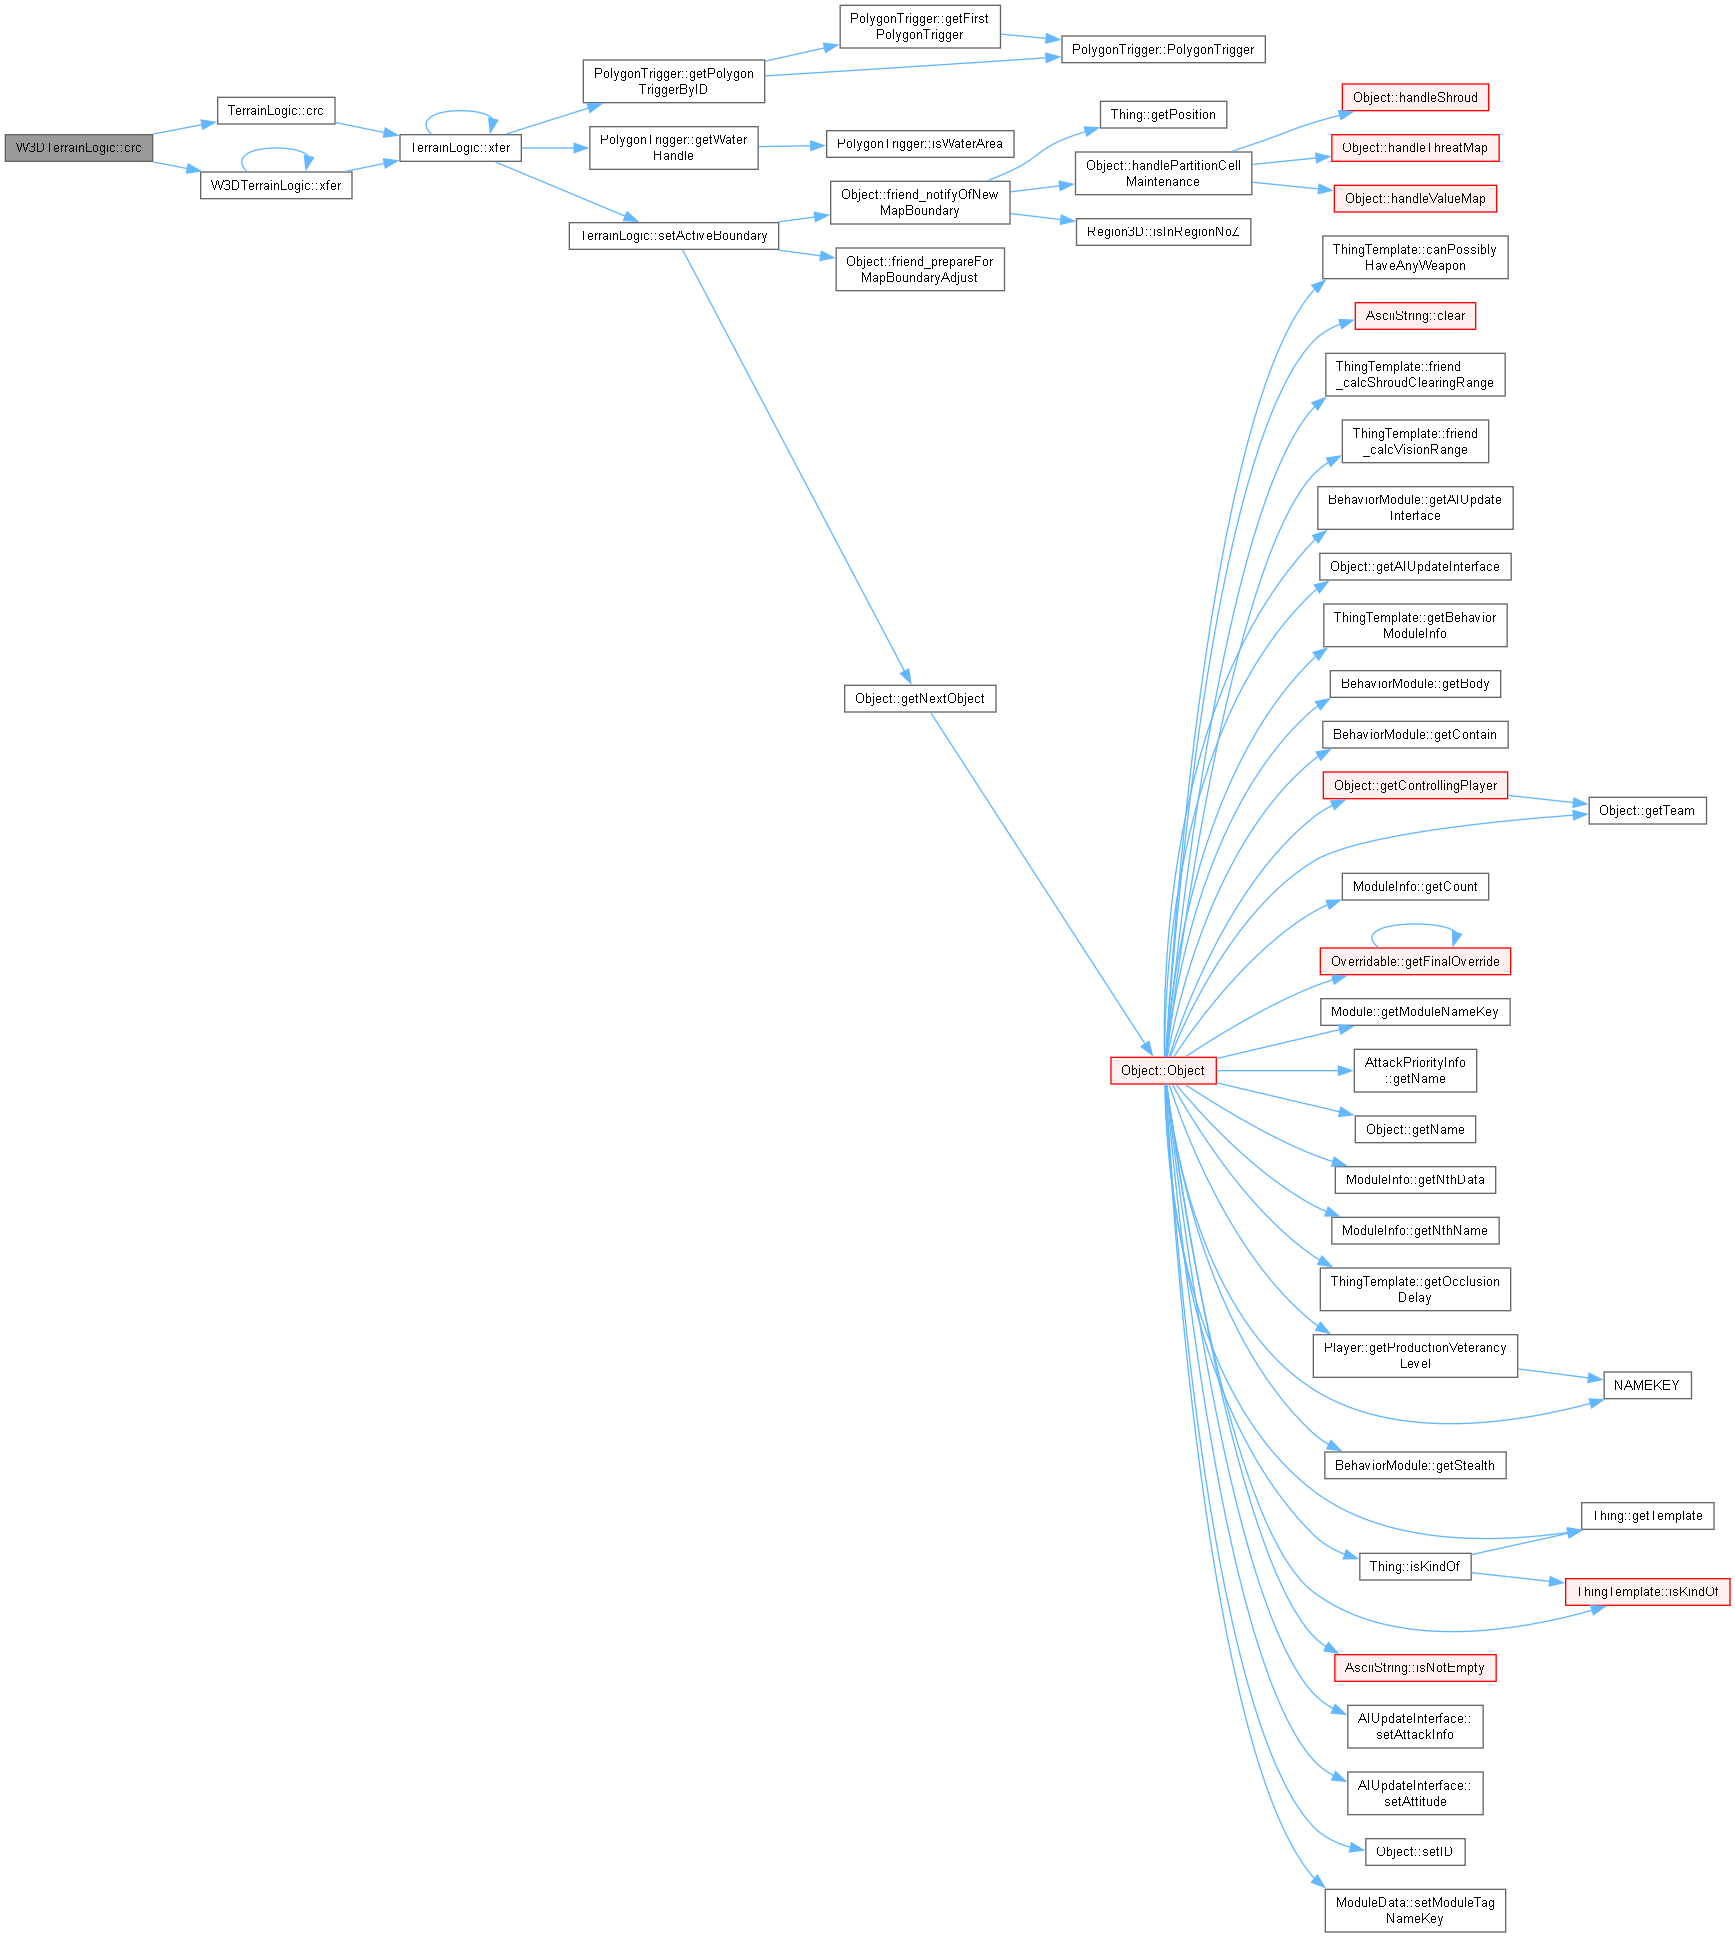 W3DTerrainLogic::crc
TerrainLogic::crc
W3DTerrainLogic::xfer
TerrainLogic::xfer
PolygonTrigger::getPolygon
TriggerByID
PolygonTrigger::getFirst
PolygonTrigger
PolygonTrigger::PolygonTrigger
PolygonTrigger::getWater
Handle
PolygonTrigger::isWaterArea
TerrainLogic::setActiveBoundary
Object::friend_notifyOfNew
MapBoundary
Thing::getPosition
Object::handlePartitionCell
Maintenance
Object::handleShroud
Object::handleThreatMap
Object::handleValueMap
Region3D::isInRegionNoZ
Object::friend_prepareFor
MapBoundaryAdjust
Object::getNextObject
Object::Object
ThingTemplate::canPossibly
HaveAnyWeapon
AsciiString::clear
ThingTemplate::friend
_calcShroudClearingRange
ThingTemplate::friend
_calcVisionRange
BehaviorModule::getAIUpdate
Interface
Object::getAIUpdateInterface
ThingTemplate::getBehavior
ModuleInfo
BehaviorModule::getBody
BehaviorModule::getContain
Object::getControllingPlayer
Object::getTeam
ModuleInfo::getCount
Overridable::getFinalOverride
Module::getModuleNameKey
AttackPriorityInfo
::getName
Object::getName
ModuleInfo::getNthData
ModuleInfo::getNthName
ThingTemplate::getOcclusion
Delay
Player::getProductionVeterancy
Level
NAMEKEY
BehaviorModule::getStealth
Thing::getTemplate
Thing::isKindOf
ThingTemplate::isKindOf
AsciiString::isNotEmpty
AIUpdateInterface::
setAttackInfo
AIUpdateInterface::
setAttitude
Object::setID
ModuleData::setModuleTag
NameKey